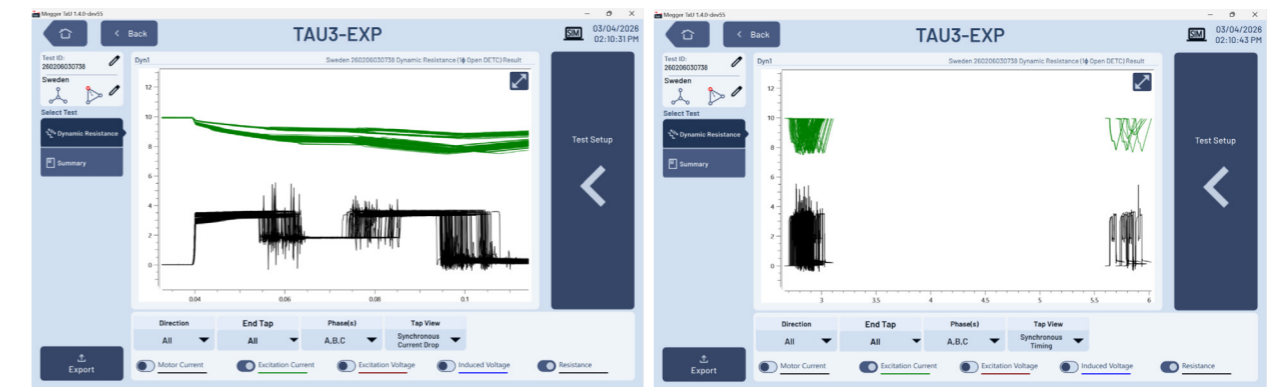 Megger TaU 1.4.0-dev55
Back
TAU3-EXP
SIM
03/04/2026
02:10:31 PM
Test ID:
260206030738
Sweden
Select Test
Dynamic Resistance
Summary
Export
Dyn1
Sweden 260206030738 Dynamic Resistance (1ϕ Open DETC) Result
12
10
8
6
4
2
0
0.04
0.06
0.08
0.1
Test Setup
Direction
End Tap
Phase(s)
Tap View
All
All
A,B,C
Synchronous
Current Drop
Motor Current
Excitation Current
Excitation Voltage
Induced Voltage
Resistance
Megger TaU 1.4.0-dev55
Back
TAU3-EXP
SIM
03/04/2026
02:10:43 PM
Test ID:
260206030738
Sweden
Select Test
Dynamic Resistance
Summary
Export
Dyn1
Sweden 260206030738 Dynamic Resistance (1ϕ Open DETC) Result
12
10
8
6
4
2
0
3
3.5
4
4.5
5
5.5
6
Test Setup
Direction
End Tap
Phase(s)
Tap View
All
All
A,B,C
Synchronous
Timing
Motor Current
Excitation Current
Excitation Voltage
Induced Voltage
Resistance